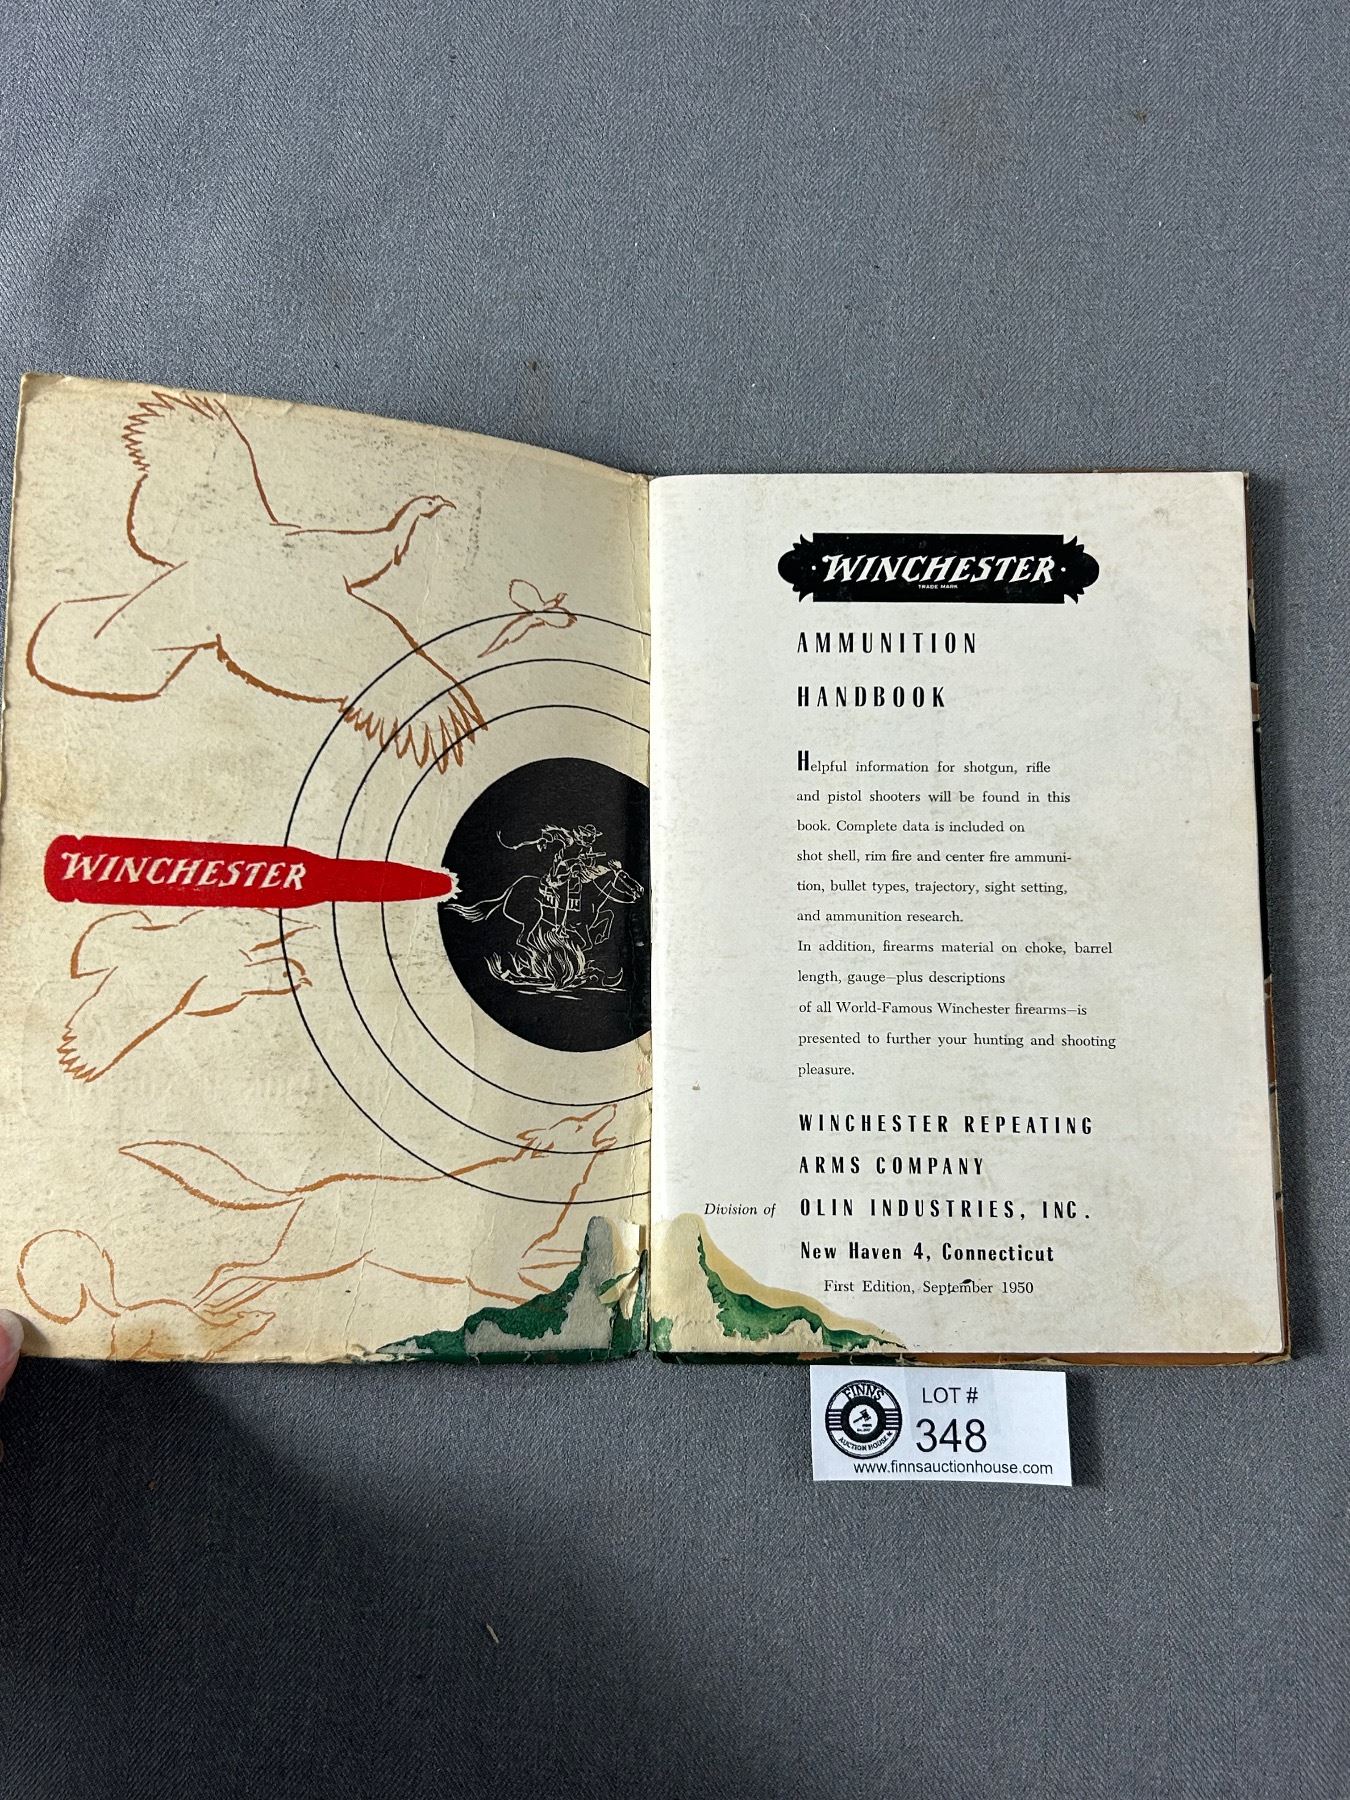 WINCHESTER
·WINCHESTER·
TRADE MARK
AMMUNITION
HANDBOOK
Helpful information for shotgun, rifle
and pistol shooters will be found in this
book. Complete data is included on
shot shell, rim fire and center fire ammuni-
tion, bullet types, trajectory, sight setting,
and ammunition research.
In addition, firearms material on choke, barrel
length, gauge—plus descriptions
of all World-Famous Winchester firearms—is
presented to further your hunting and shooting
pleasure.
WINCHESTER REPEATING
ARMS COMPANY
Division of OLIN INDUSTRIES, INC.
New Haven 4, Connecticut
First Edition, September 1950
FINNS
AUCTION HOUSE
LOT #
348
www.finnsauctionhouse.com